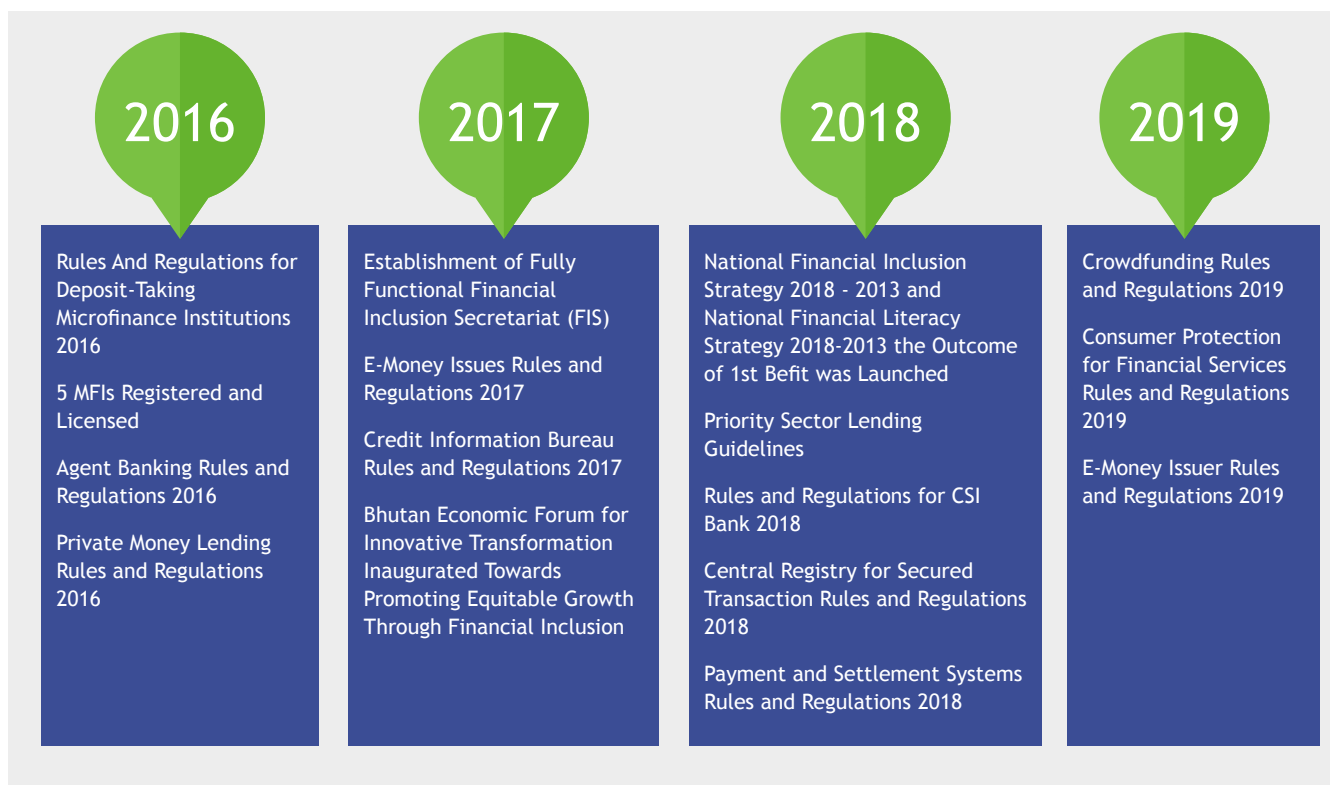 2016
Rules And Regulations for
Deposit-Taking
Microfinance Institutions
2016
5 MFIs Registered and
Licensed
Agent Banking Rules and
Regulations 2016
Private Money Lending
Rules and Regulations
2016
2017
Establishment of Fully
Functional Financial
Inclusion Secretariat (FIS)
E-Money Issues Rules and
Regulations 2017
Credit Information Bureau
Rules and Regulations 2017
Bhutan Economic Forum for
Innovative Transformation
Inaugurated Towards
Promoting Equitable Growth
Through Financial Inclusion
2018
National Financial Inclusion
Strategy 2018 - 2013 and
National Financial Literacy
Strategy 2018-2013 the Outcome
of 1st Befit was Launched
Priority Sector Lending
Guidelines
Rules and Regulations for CSI
Bank 2018
Central Registry for Secured
Transaction Rules and Regulations
2018
Payment and Settlement Systems
Rules and Regulations 2018
2019
Crowdfunding Rules
and Regulations 2019
Consumer Protection
for Financial Services
Rules and Regulations
2019
E-Money Issuer Rules
and Regulations 2019